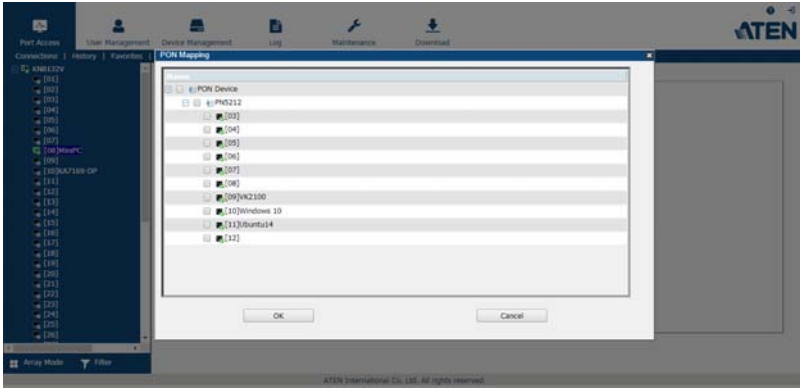 ATEN
Port Access
User Management
Device Management
Log
Maintenance
Download
Connections | History | Favorites |
PON Mapping
Name
KN8132V
[01]
[02]
[03]
[04]
[05]
[06]
[07]
[08]MiniPC
[09]
[10]KA7169-DP
[11]
[12]
[13]
[14]
[15]
[16]
[17]
[18]
[19]
[20]
[21]
[22]
[23]
[24]
[25]
[26]
PON Device
PN5212
[03]
[04]
[05]
[06]
[07]
[08]
[09]VK2100
[10]Windows 10
[11]Ubuntu14
[12]
OK
Cancel
Array Mode
Filter
ATEN International Co., Ltd. All rights reserved.